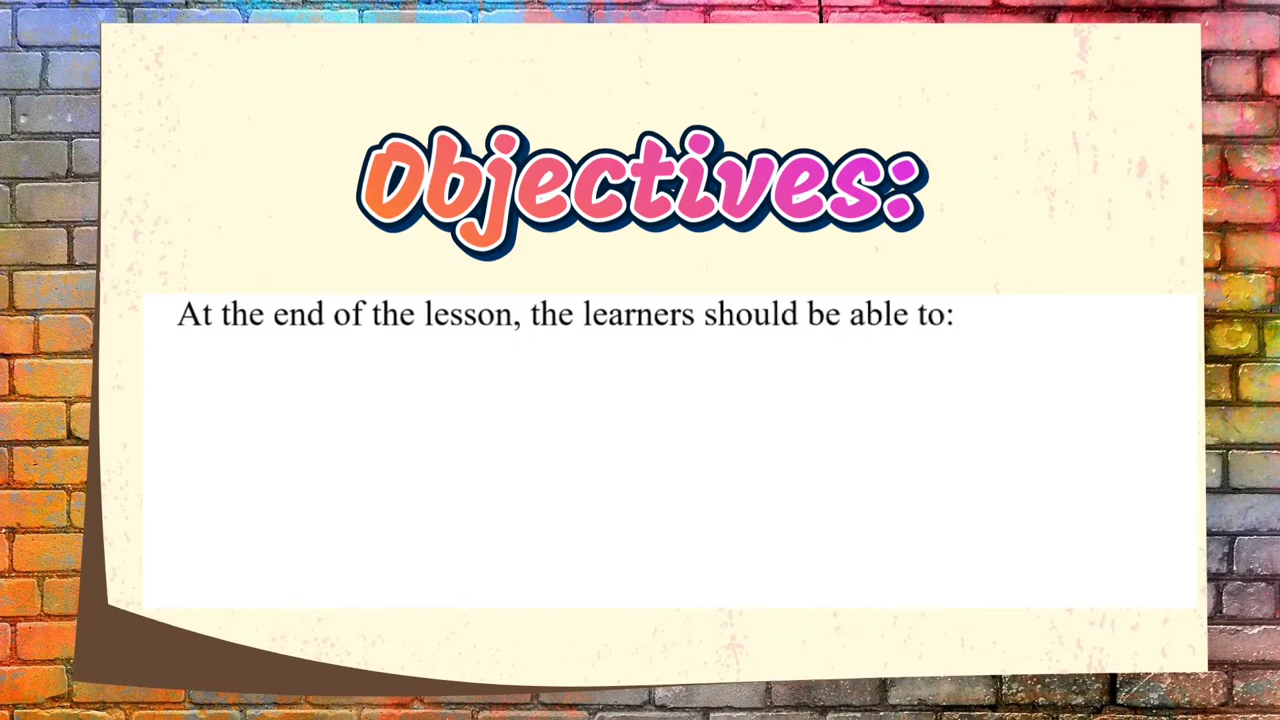 Objectives:
At the end of the lesson, the learners should be able to: